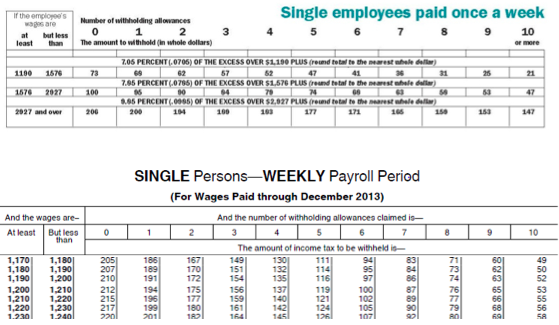 Single employees paid once a week
If the employee's wages are
Number of withholding allowances
0 1 2 3 4 5 6 7 8 9 10
at least but less than The amount to withhold (in whole dollars) or more
7.05 PERCENT (.0705) OF THE EXCESS OVER $1,190 PLUS (round total to the nearest whole dollar)
1190 1576 73 69 62 57 52 47 41 36 31 25 21
7.95 PERCENT (.0785) OF THE EXCESS OVER $1,576 PLUS (round total to the nearest whole dollar)
1576 2927 100 95 90 84 79 74 69 63 59 53 47
9.85 PERCENT (.0985) OF THE EXCESS OVER $2,927 PLUS (round total to the nearest whole dollar)
2927 and over 206 200 194 189 183 177 171 165 159 153 147
SINGLE Persons—WEEKLY Payroll Period
(For Wages Paid through December 2013)
And the wages are– And the number of withholding allowances claimed is—
At least But less than 0 1 2 3 4 5 6 7 8 9 10
The amount of income tax to be withheld is—
1,170 1,180 205 186 167 149 130 111 94 83 71 60 49
1,180 1,190 207 189 170 151 132 114 95 84 73 62 50
1,190 1,200 210 191 172 154 135 116 97 86 74 63 52
1,200 1,210 212 194 175 156 137 119 100 87 76 65 53
1,210 1,220 215 196 177 159 140 121 102 89 77 66 55
1,220 1,230 217 199 180 161 142 124 105 90 79 68 56
1,230 1,240 220 201 182 164 145 126 107 92 80 69 58